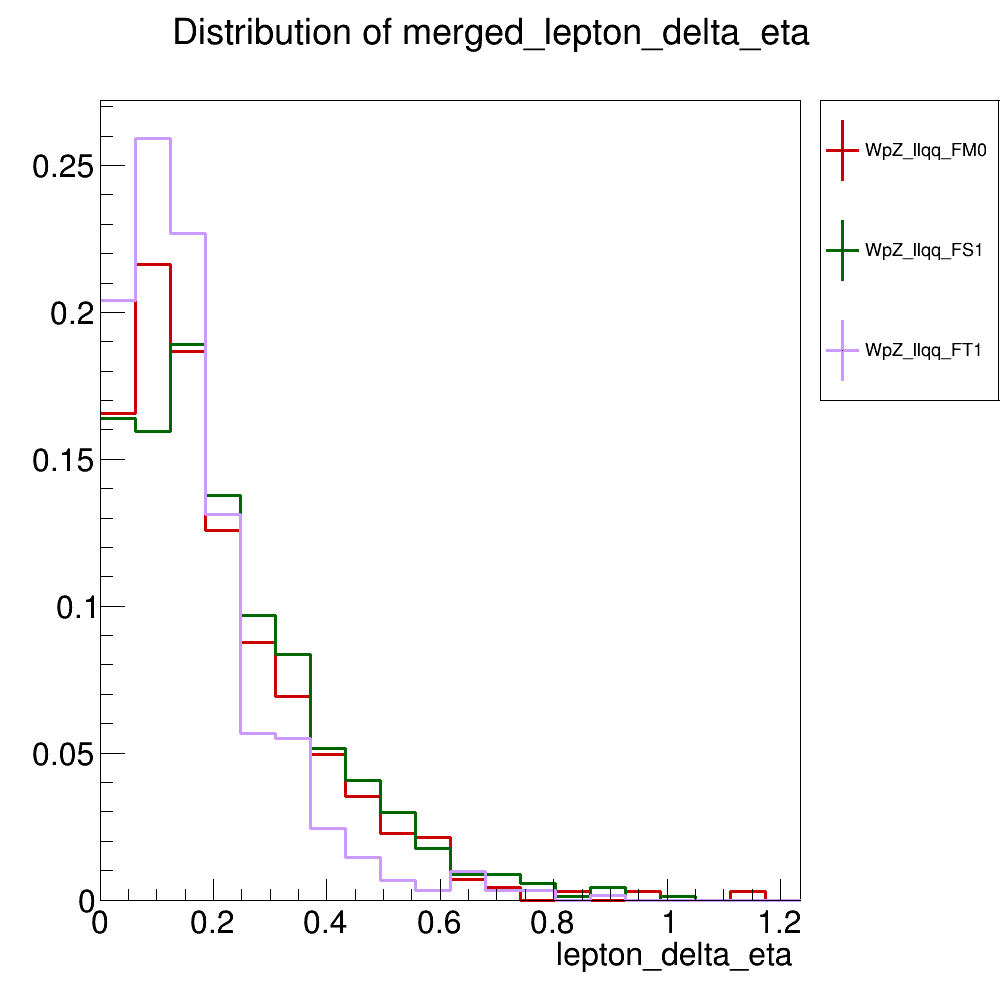 Distribution of merged_lepton_delta_eta
WpZ_llqq_FM0
WpZ_llqq_FS1
WpZ_llqq_FT1
0.25
0.2
0.15
0.1
0.05
0
0 0.2 0.4 0.6 0.8 1 1.2
lepton_delta_eta